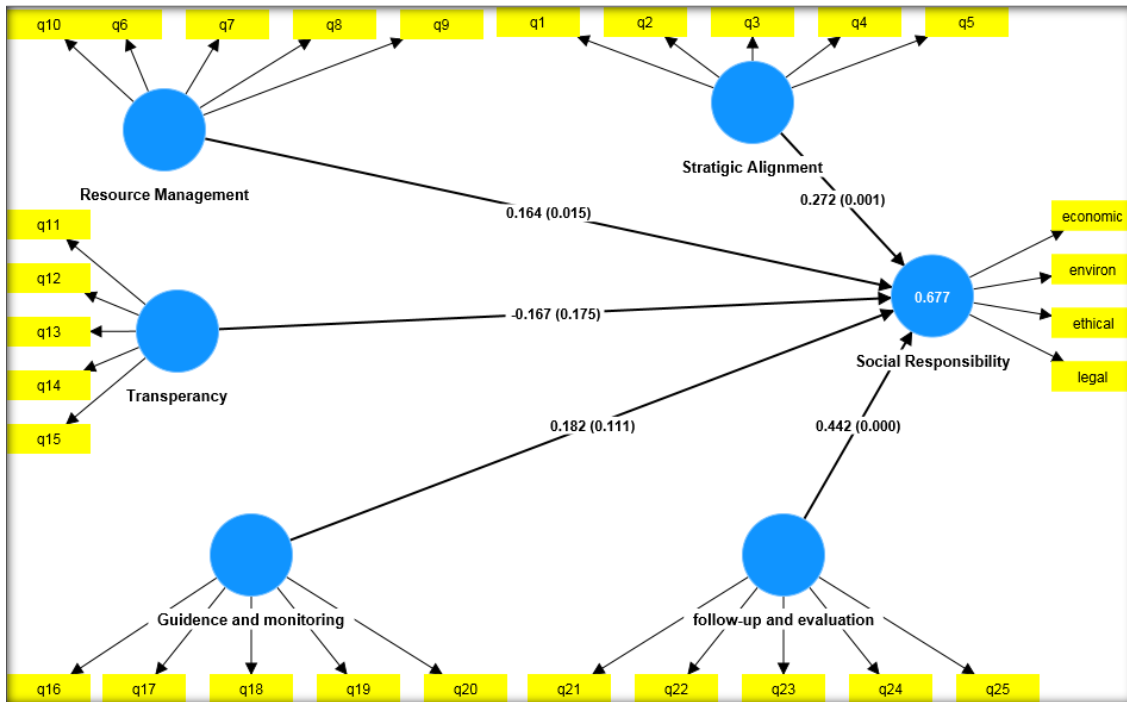 q10
q6
q7
q8
q9
q1
q2
q3
q4
q5
Resource Management
Stratigic Alignment
0.164 (0.015)
0.272 (0.001)
q11
q12
q13
q14
q15
Transperancy
-0.167 (0.175)
0.677
Social Responsibility
economic
environ
ethical
legal
0.182 (0.111)
0.442 (0.000)
Guidence and monitoring
follow-up and evaluation
q16
q17
q18
q19
q20
q21
q22
q23
q24
q25